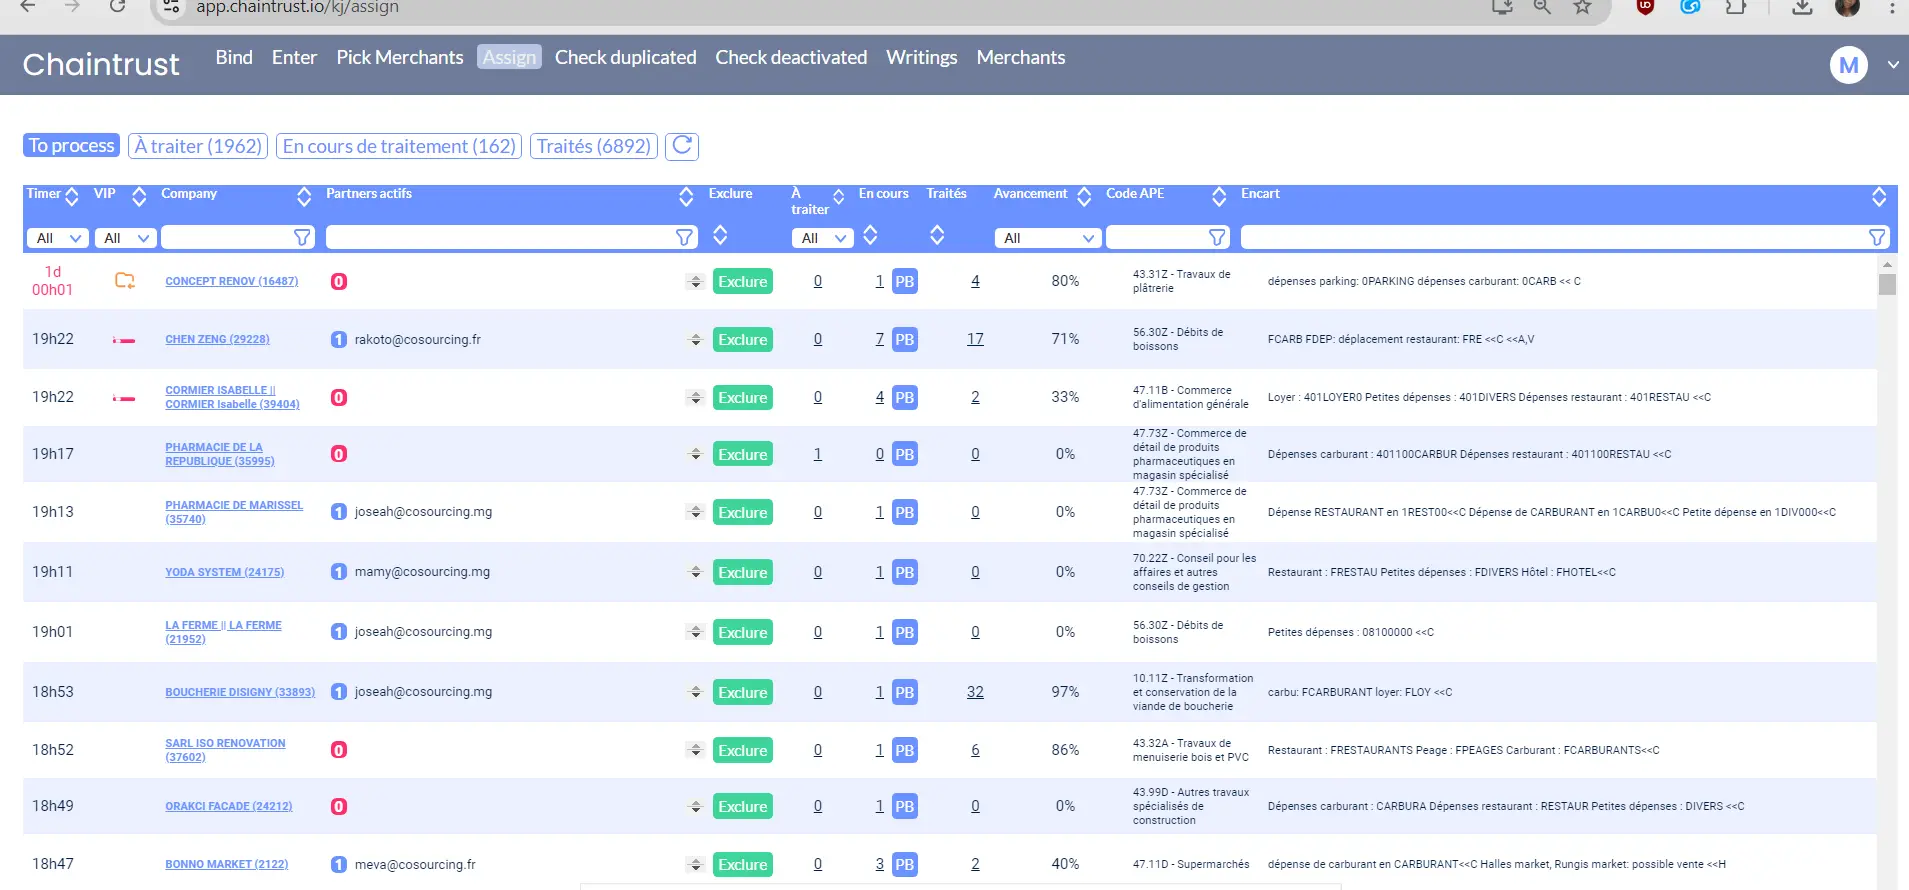 app.chaintrust.io/kj/assign
Chaintrust Bind Enter Pick Merchants Assign Check duplicated Check deactivated Writings Merchants M
To process À traiter (1962) En cours de traitement (162) Traités (6892)
Timer VIP Company Partners actifs Exclure À traiter En cours Traités Avancement Code APE Encart
All All All All
1d 00h01 CONCEPT RENOV (16487) 0 Exclure 0 1 PB 4 80% 43.31Z - Travaux de plâtrerie dépenses parking: 0PARKING dépenses carburant: 0CARB << C
19h22 CHEN ZENG (29228) 1 rakoto@cosourcing.fr Exclure 0 7 PB 17 71% 56.30Z - Débits de boissons FCARB FDEP: déplacement restaurant: FRE <<C <<A,V
19h22 CORMIER ISABELLE || CORMIER Isabelle (39404) 0 Exclure 0 4 PB 2 33% 47.11B - Commerce d'alimentation générale Loyer : 401LOYER0 Petites dépenses : 401DIVERS Dépenses restaurant : 401RESTAU <<C
19h17 PHARMACIE DE LA REPUBLIQUE (35995) 0 Exclure 1 0 PB 0 0% 47.73Z - Commerce de détail de produits pharmaceutiques en magasin spécialisé Dépenses carburant : 401100CARBUR Dépenses restaurant : 401100RESTAU <<C
19h13 PHARMACIE DE MARISSEL (35740) 1 joseah@cosourcing.mg Exclure 0 1 PB 0 0% 47.73Z - Commerce de détail de produits pharmaceutiques en magasin spécialisé Dépense RESTAURANT en 1REST00<<C Dépense de CARBURANT en 1CARBU0<<C Petite dépense en 1DIV000<<C
19h11 YODA SYSTEM (24175) 1 mamy@cosourcing.mg Exclure 0 1 PB 0 0% 70.22Z - Conseil pour les affaires et autres conseils de gestion Restaurant : FRESTAU Petites dépenses : FDIVERS Hôtel : FHOTEL<<C
19h01 LA FERME || LA FERME (21952) 1 joseah@cosourcing.mg Exclure 0 1 PB 0 0% 56.30Z - Débits de boissons Petites dépenses : 08100000 <<C
18h53 BOUCHERIE DISIGNY (33893) 1 joseah@cosourcing.mg Exclure 0 1 PB 32 97% 10.11Z - Transformation et conservation de la viande de boucherie carbu: FCARBURANT loyer: FLOY <<C
18h52 SARL ISO RENOVATION (37602) 0 Exclure 0 1 PB 6 86% 43.32A - Travaux de menuiserie bois et PVC Restaurant : FRESTAURANTS Peage : FPEAGES Carburant : FCARBURANTS<<C
18h49 ORAKCI FACADE (24212) 0 Exclure 0 1 PB 0 0% 43.99D - Autres travaux spécialisés de construction Dépenses carburant : CARBURA Dépenses restaurant : RESTAUR Petites dépenses : DIVERS <<C
18h47 BONNO MARKET (2122) 1 meva@cosourcing.fr Exclure 0 3 PB 2 40% 47.11D - Supermarchés dépense de carburant en CARBURANT<<C Halles market, Rungis market: possible vente <<H